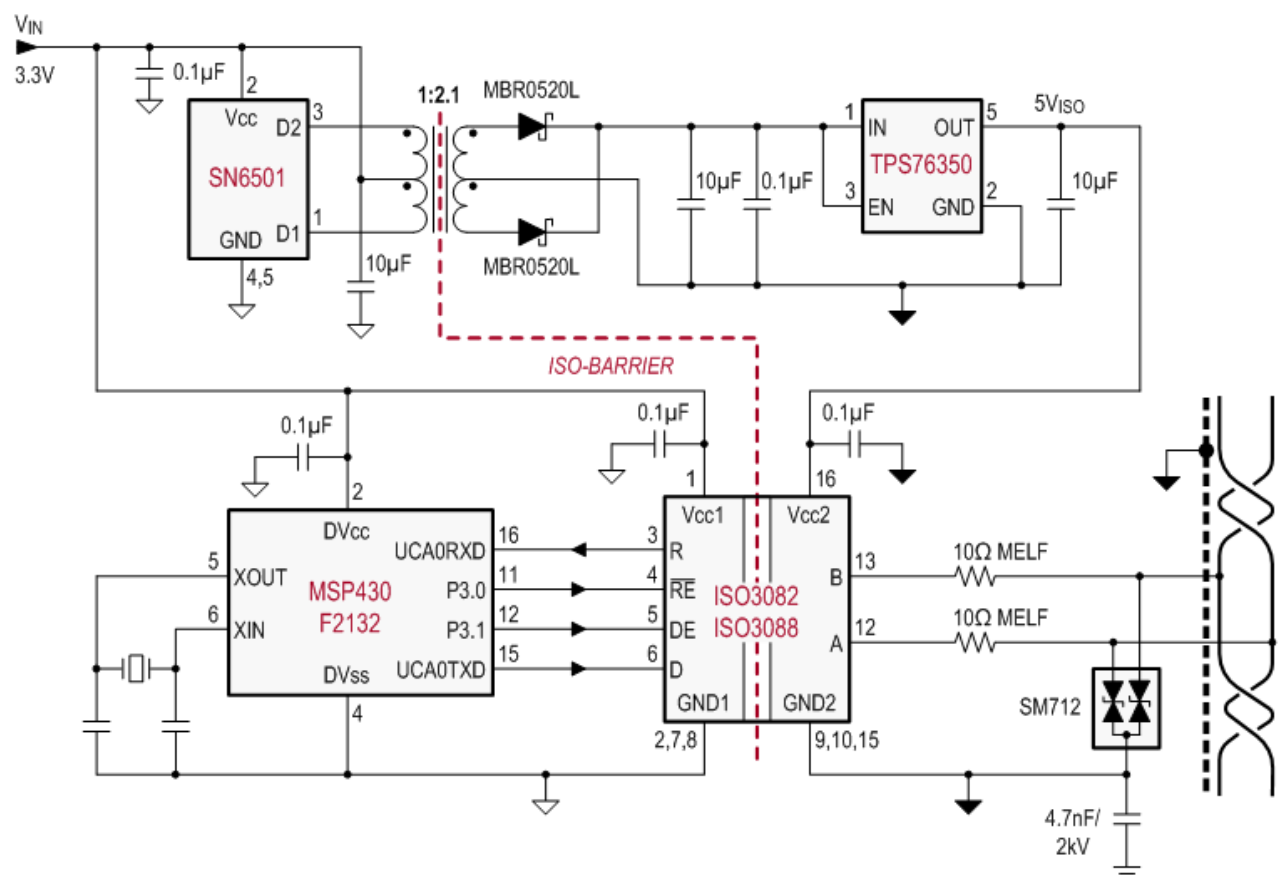 VIN
3.3V
0.1µF
2
Vcc
3
D2
SN6501
1
D1
GND
4,5
10µF
1:2.1
MBR0520L
MBR0520L
10µF
0.1µF
1
IN
OUT
5
TPS76350
3
EN
GND
2
5VISO
10µF
ISO-BARRIER
0.1µF
2
DVcc
5
XOUT
6
XIN
MSP430
F2132
DVss
4
UCA0RXD
16
P3.0
11
P3.1
12
UCA0TXD
15
0.1µF
1
Vcc1
3
R
4
RE
5
DE
6
D
GND1
2,7,8
ISO3082
ISO3088
0.1µF
16
Vcc2
B
13
A
12
GND2
9,10,15
10Ω MELF
10Ω MELF
SM712
4.7nF/
2kV